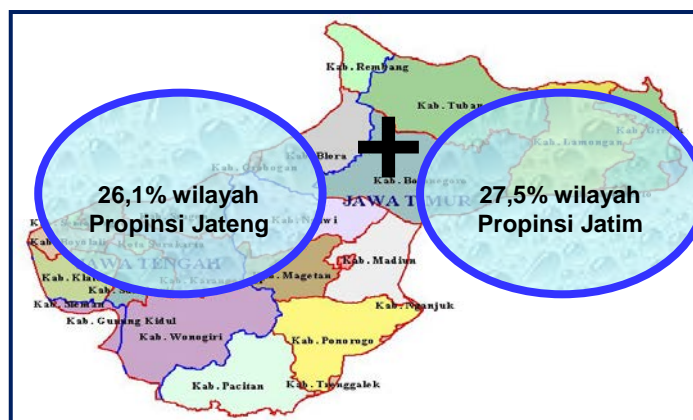 Kab. Rembang
Kab. Tuban
Kab. Lamongan
Kab. Blora
Kab. Grobogan
Kab. Bojonegoro
26,1% wilayah
Propinsi Jateng
27,5% wilayah
Propinsi Jatim
JAWA TIMUR
Kab. Ngawi
JAWA TENGAH
Kab. Magetan
Kab. Madiun
Kab. Nganjuk
Kab. Gunung Kidul
Kab. Wonogiri
Kab. Ponorogo
Kab. Pacitan
Kab. Trenggalek